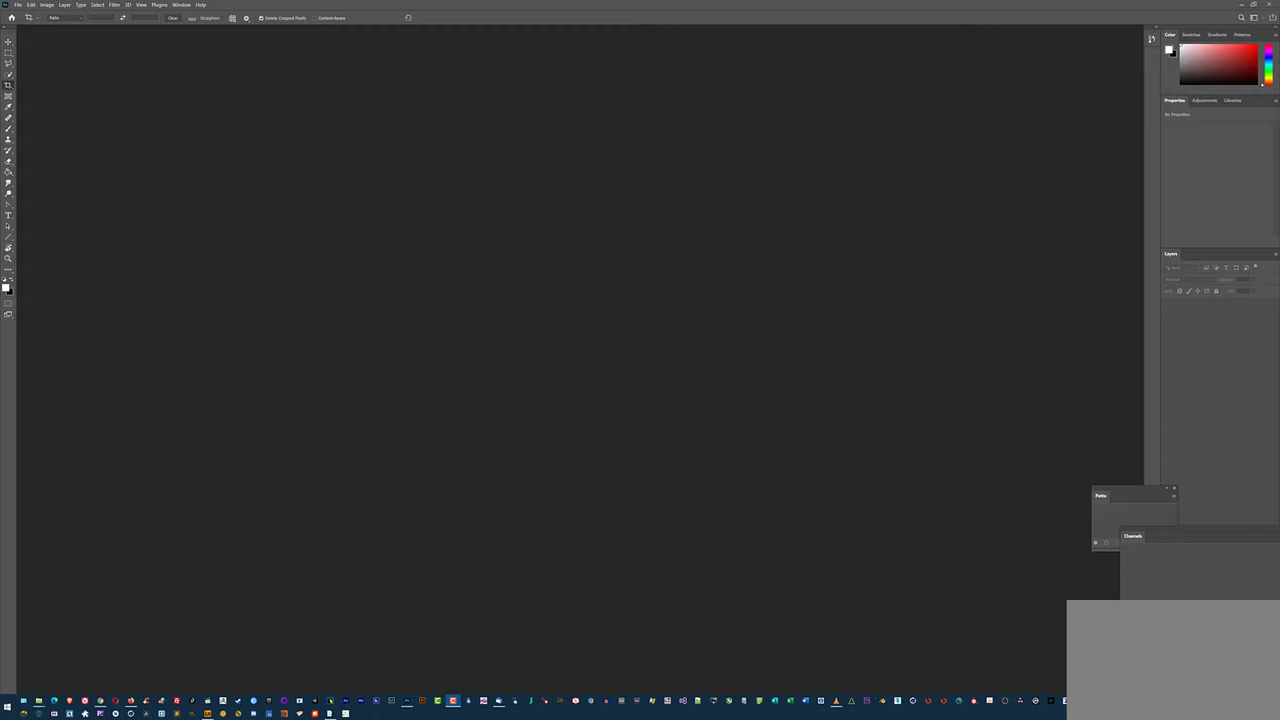 File Edit Image Layer Type Select Filter 3D View Plugins Window Help
Ratio Clear Straighten Delete Cropped Pixels Content-Aware
Color Swatches Gradients Patterns
Properties Adjustments Libraries
No Properties
Layers
Paths
Channels